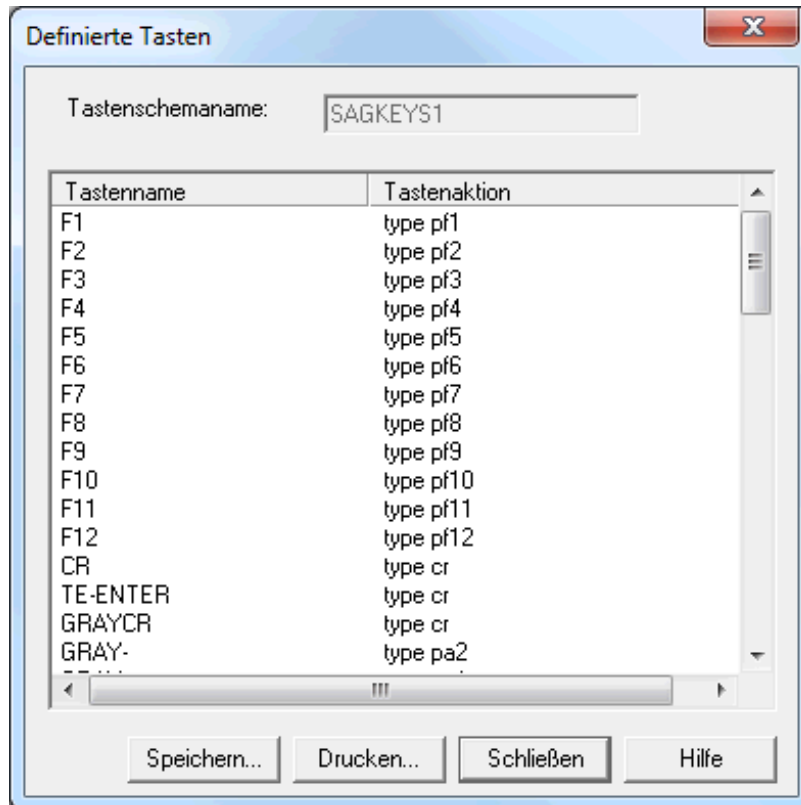 Definierte Tasten
Tastenschemaname: SAGKEYS1
Tastenname Tastenaktion
F1 type pf1
F2 type pf2
F3 type pf3
F4 type pf4
F5 type pf5
F6 type pf6
F7 type pf7
F8 type pf8
F9 type pf9
F10 type pf10
F11 type pf11
F12 type pf12
CR type cr
TE-ENTER type cr
GRAYCR type cr
GRAY- type pa2
Speichern... Drucken... Schließen Hilfe